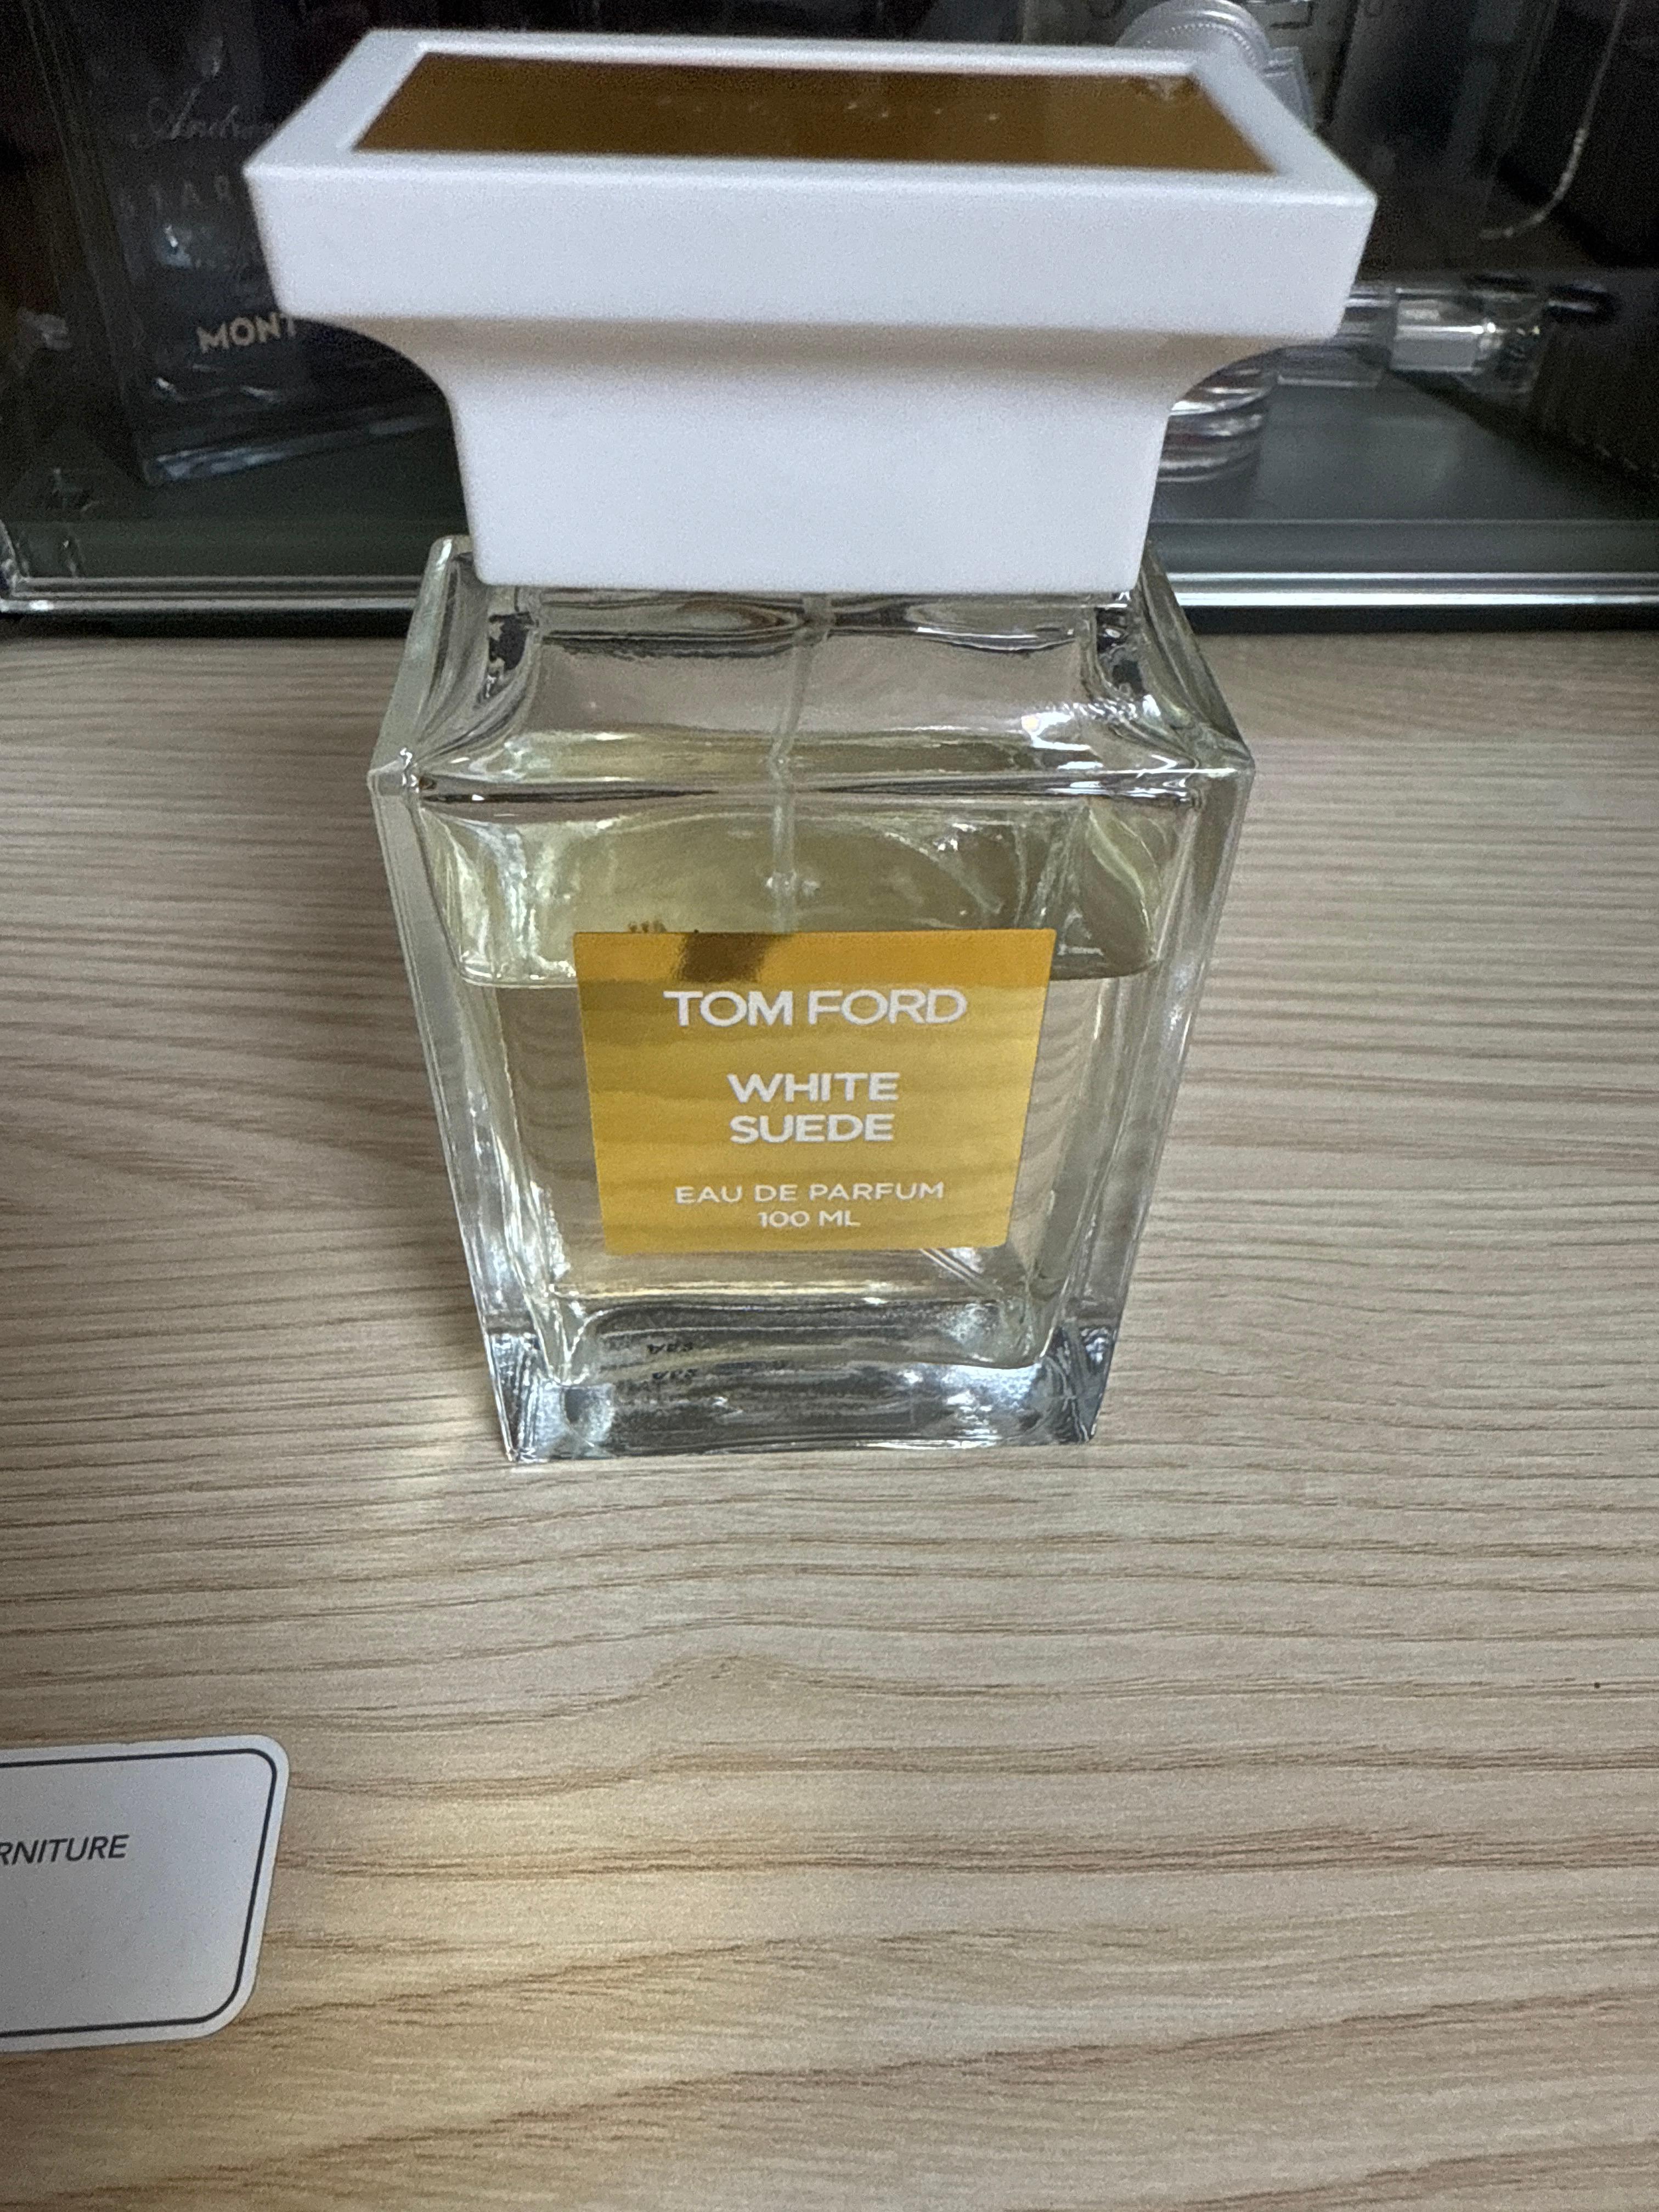 MONT
TOM FORD
WHITE
SUEDE
EAU DE PARFUM
100 ML
RNITURE